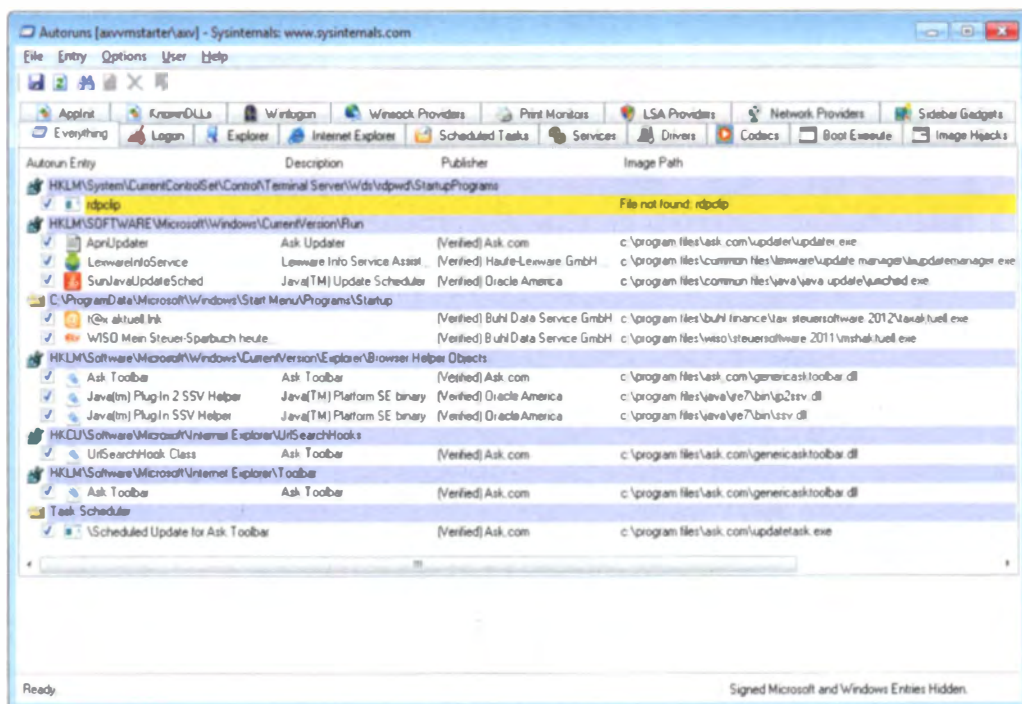 Autoruns [axvvmstarter\axv] - Sysinternals: www.sysinternals.com
File Entry Options User Help
AppInit KnownDLLs Winlogon Winsock Providers Print Monitors LSA Providers Network Providers Sidebar Gadgets
Everything Logon Explorer Internet Explorer Scheduled Tasks Services Drivers Codecs Boot Execute Image Hijacks
Autorun Entry Description Publisher Image Path
HKLM\System\CurrentControlSet\Control\Terminal Server\Wds\rdpwd\StartupPrograms
rdpclip File not found: rdpclip
HKLM\SOFTWARE\Microsoft\Windows\CurrentVersion\Run
ApnUpdater Ask Updater (Verified) Ask.com c:\program files\ask.com\updater\updater.exe
LexwareInfoService Lexware Info Service Assist... (Verified) Haufe-Lexware GmbH... c:\program files\common files\lexware\update manager\lxupdatemanager.exe
SunJavaUpdateSched Java(TM) Update Scheduler (Verified) Oracle America c:\program files\common files\java\java update\jusched.exe
C:\ProgramData\Microsoft\Windows\Start Menu\Programs\Startup
t@x aktuell.lnk (Verified) Buhl Data Service GmbH c:\program files\buhl finance\tax steuersoftware 2012\taxaktuell.exe
WISO Mein Steuer-Sparbuch heute... (Verified) Buhl Data Service GmbH c:\program files\wiso\steuersoftware 2011\mshaktuell.exe
HKLM\Software\Microsoft\Windows\CurrentVersion\Explorer\Browser Helper Objects
Ask Toolbar Ask Toolbar (Verified) Ask.com c:\program files\ask.com\genericasktoolbar.dll
Java(tm) Plug-In 2 SSV Helper Java(TM) Platform SE binary (Verified) Oracle America c:\program files\java\jre7\bin\jp2ssv.dll
Java(tm) Plug-In SSV Helper Java(TM) Platform SE binary (Verified) Oracle America c:\program files\java\jre7\bin\ssv.dll
HKCU\Software\Microsoft\Internet Explorer\UrlSearchHooks
UrlSearchHook Class Ask Toolbar (Verified) Ask.com c:\program files\ask.com\genericasktoolbar.dll
HKLM\Software\Microsoft\Internet Explorer\Toolbar
Ask Toolbar Ask Toolbar (Verified) Ask.com c:\program files\ask.com\genericasktoolbar.dll
Task Scheduler
\Scheduled Update for Ask Toolbar (Verified) Ask.com c:\program files\ask.com\updatetask.exe
Ready. Signed Microsoft and Windows Entries Hidden.